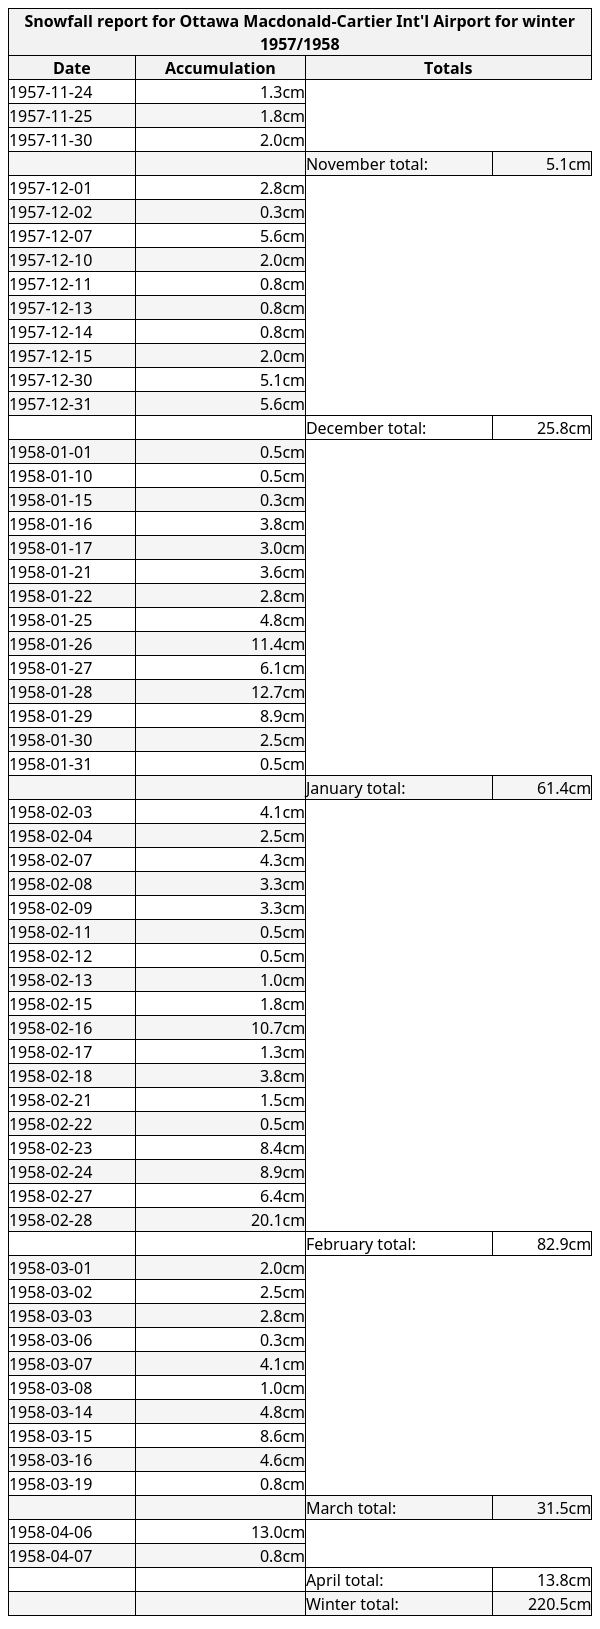 Snowfall report for Ottawa Macdonald-Cartier Int'l Airport for winter
1957/1958
Date Accumulation Totals
1957-11-24 1.3cm
1957-11-25 1.8cm
1957-11-30 2.0cm
November total: 5.1cm
1957-12-01 2.8cm
1957-12-02 0.3cm
1957-12-07 5.6cm
1957-12-10 2.0cm
1957-12-11 0.8cm
1957-12-13 0.8cm
1957-12-14 0.8cm
1957-12-15 2.0cm
1957-12-30 5.1cm
1957-12-31 5.6cm
December total: 25.8cm
1958-01-01 0.5cm
1958-01-10 0.5cm
1958-01-15 0.3cm
1958-01-16 3.8cm
1958-01-17 3.0cm
1958-01-21 3.6cm
1958-01-22 2.8cm
1958-01-25 4.8cm
1958-01-26 11.4cm
1958-01-27 6.1cm
1958-01-28 12.7cm
1958-01-29 8.9cm
1958-01-30 2.5cm
1958-01-31 0.5cm
January total: 61.4cm
1958-02-03 4.1cm
1958-02-04 2.5cm
1958-02-07 4.3cm
1958-02-08 3.3cm
1958-02-09 3.3cm
1958-02-11 0.5cm
1958-02-12 0.5cm
1958-02-13 1.0cm
1958-02-15 1.8cm
1958-02-16 10.7cm
1958-02-17 1.3cm
1958-02-18 3.8cm
1958-02-21 1.5cm
1958-02-22 0.5cm
1958-02-23 8.4cm
1958-02-24 8.9cm
1958-02-27 6.4cm
1958-02-28 20.1cm
February total: 82.9cm
1958-03-01 2.0cm
1958-03-02 2.5cm
1958-03-03 2.8cm
1958-03-06 0.3cm
1958-03-07 4.1cm
1958-03-08 1.0cm
1958-03-14 4.8cm
1958-03-15 8.6cm
1958-03-16 4.6cm
1958-03-19 0.8cm
March total: 31.5cm
1958-04-06 13.0cm
1958-04-07 0.8cm
April total: 13.8cm
Winter total: 220.5cm